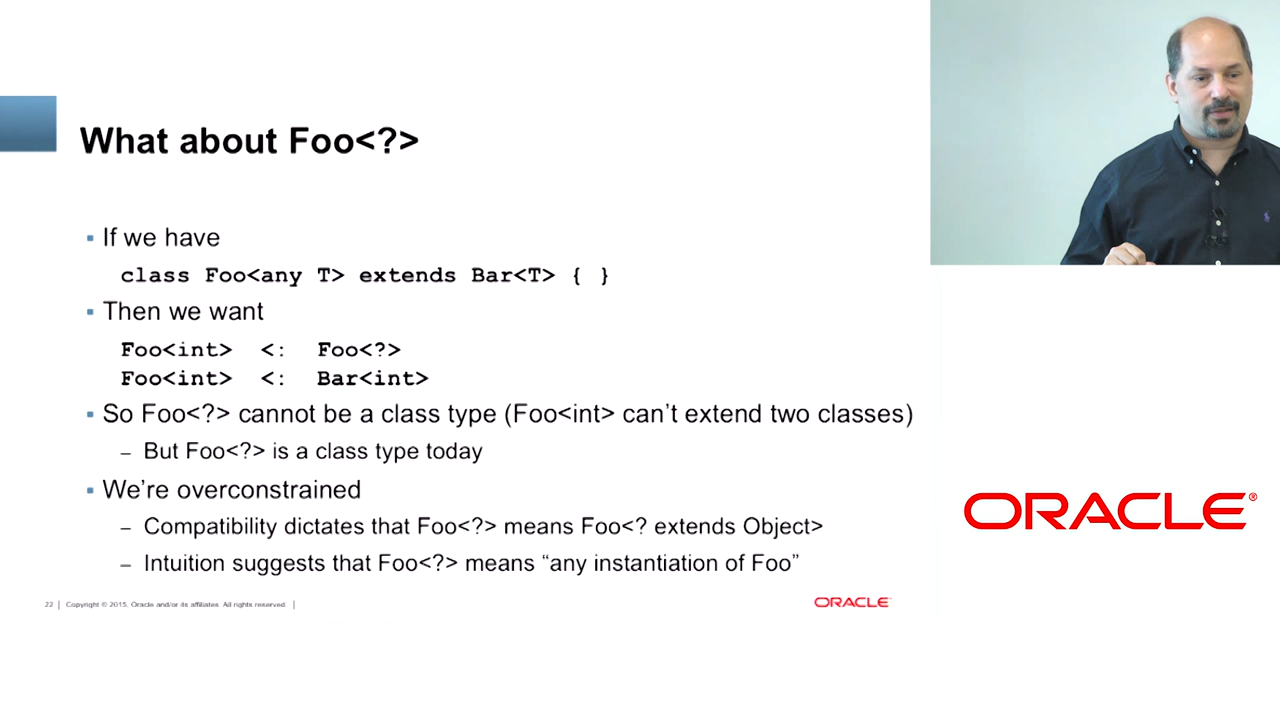 What about Foo<?>
▪ If we have
class Foo<any T> extends Bar<T> { }
▪ Then we want
Foo<int> <: Foo<?>
Foo<int> <: Bar<int>
▪ So Foo<?> cannot be a class type (Foo<int> can't extend two classes)
– But Foo<?> is a class type today
▪ We're overconstrained
– Compatibility dictates that Foo<?> means Foo<? extends Object>
– Intuition suggests that Foo<?> means “any instantiation of Foo”
22 | Copyright © 2015, Oracle and/or its affiliates. All rights reserved. |
ORACLE
ORACLE®